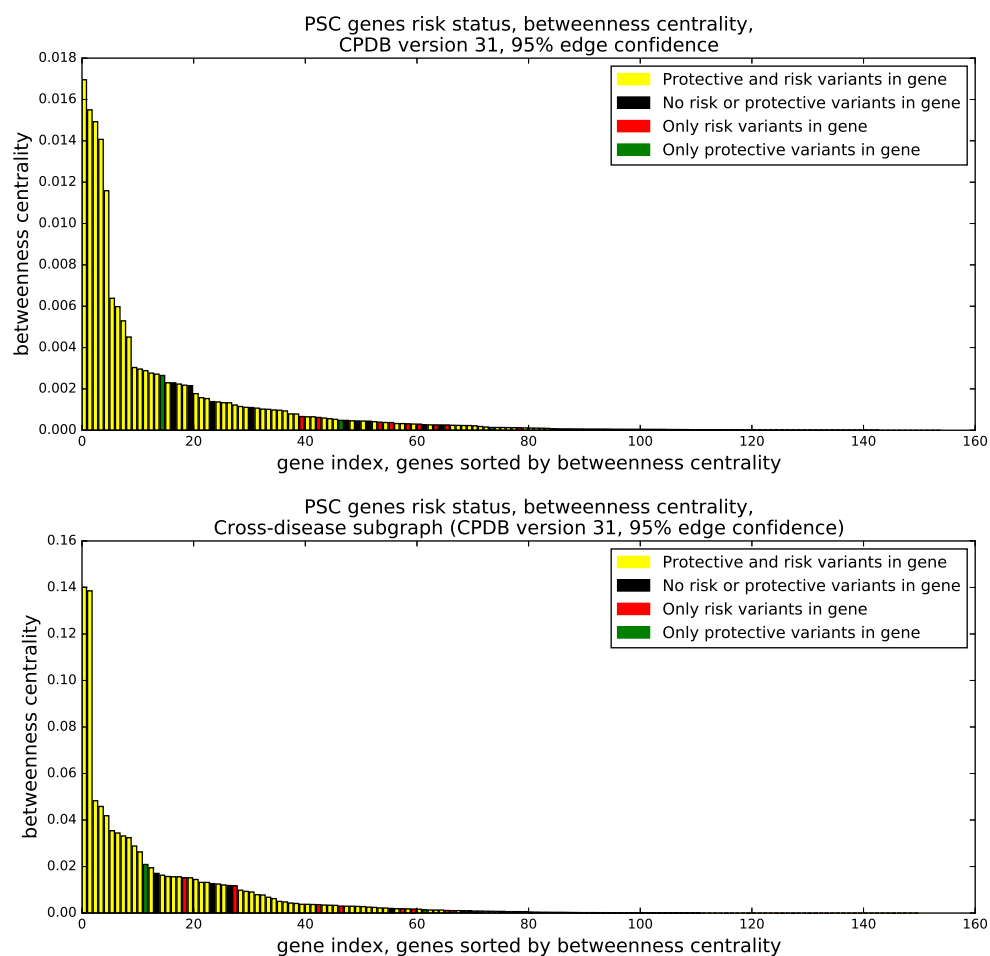 PSC genes risk status, betweenness centrality,
CPDB version 31, 95% edge confidence
0.018
0.016
0.014
0.012
0.010
0.008
0.006
0.004
0.002
0.000
betweenness centrality
Protective and risk variants in gene
No risk or protective variants in gene
Only risk variants in gene
Only protective variants in gene
0 20 40 60 80 100 120 140 160
gene index, genes sorted by betweenness centrality
PSC genes risk status, betweenness centrality,
Cross-disease subgraph (CPDB version 31, 95% edge confidence)
0.16
0.14
0.12
0.10
0.08
0.06
0.04
0.02
0.00
betweenness centrality
Protective and risk variants in gene
No risk or protective variants in gene
Only risk variants in gene
Only protective variants in gene
0 20 40 60 80 100 120 140 160
gene index, genes sorted by betweenness centrality